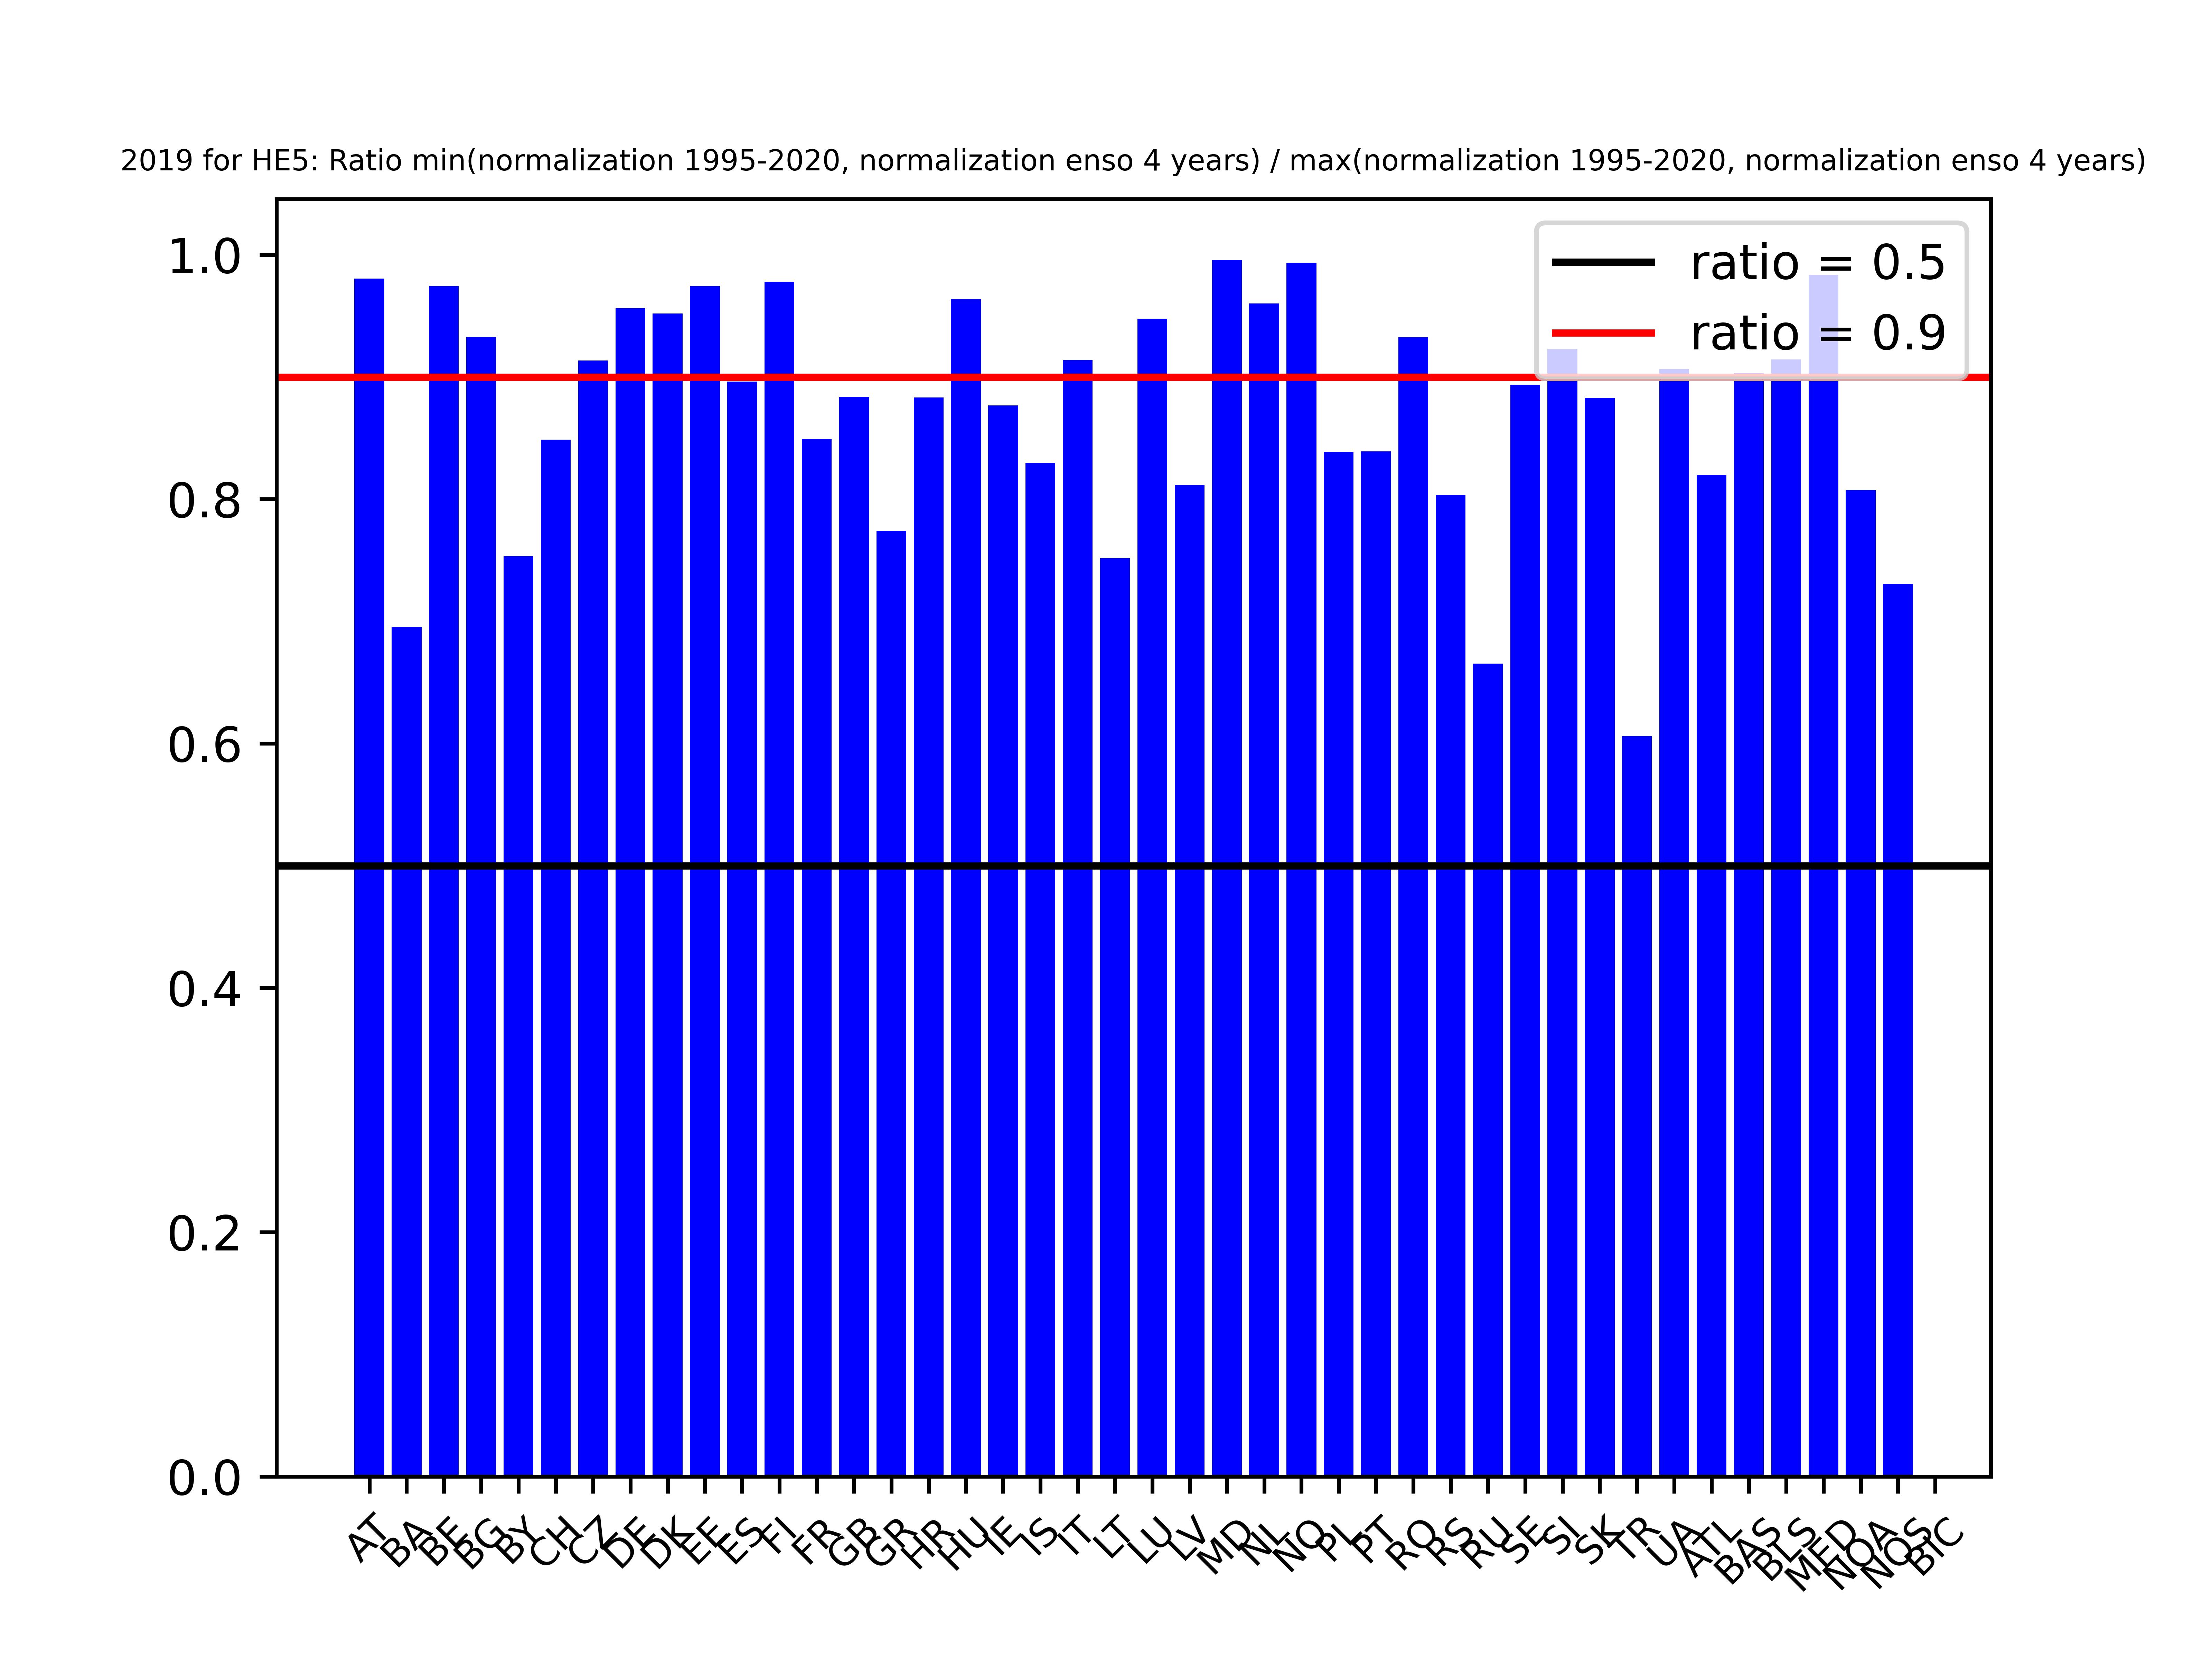 2019 for HE5: Ratio min(normalization 1995-2020, normalization enso 4 years) / max(normalization 1995-2020, normalization enso 4 years)
ratio = 0.5
ratio = 0.9
1.0
0.8
0.6
0.4
0.2
0.0
AT BA BE BG BY CH CZ DE DK EE ES FI FR GB GR HR HU IE IS IT LT LU LV MD NL NO PL PT RO RS RU SE SI SK TR UA ATL BAS BLS MED NOA NOS BIC